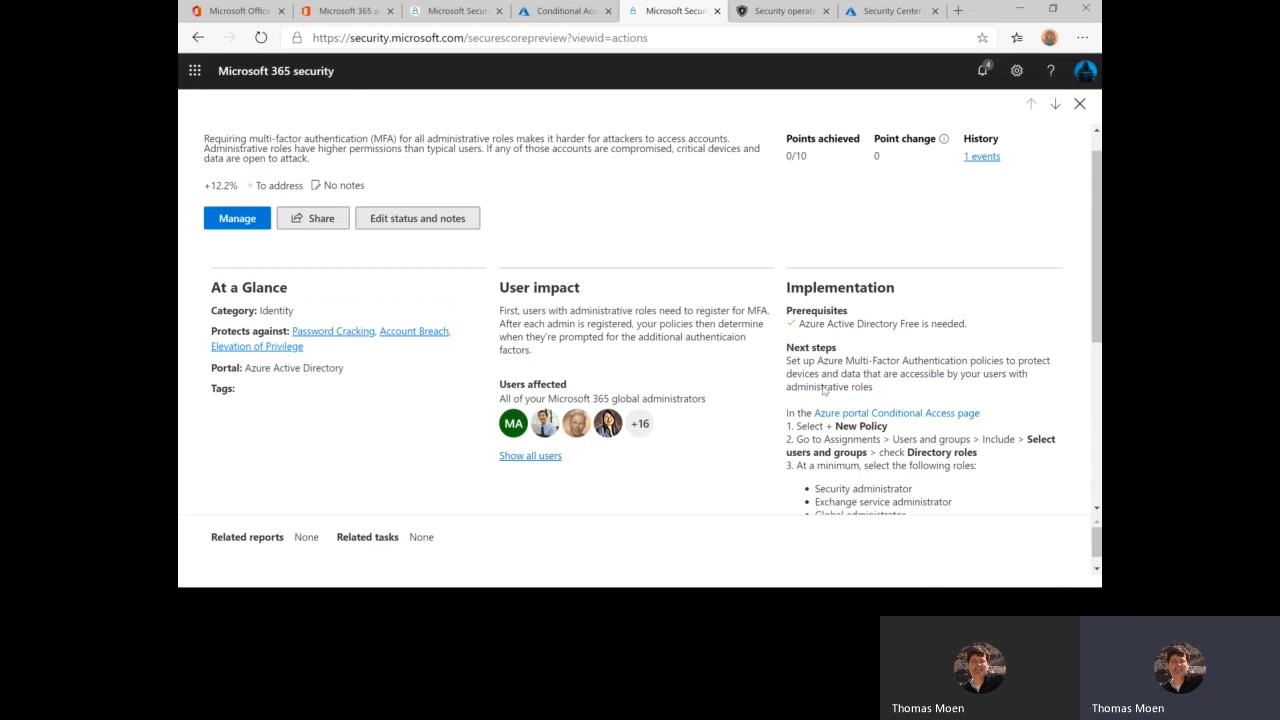 Microsoft Office
Microsoft 365 a
Microsoft Secu
Conditional Acc
Microsoft Secu
Security operati
Security Center
https://security.microsoft.com/securescorepreview?viewid=actions
Microsoft 365 security
4
Requiring multi-factor authentication (MFA) for all administrative roles makes it harder for attackers to access accounts.
Administrative roles have higher permissions than typical users. If any of those accounts are compromised, critical devices and
data are open to attack.
Points achieved
0/10
Point change
0
History
1 events
+12.2% To address No notes
Manage
Share
Edit status and notes
At a Glance
Category: Identity
Protects against: Password Cracking, Account Breach,
Elevation of Privilege
Portal: Azure Active Directory
Tags:
User impact
First, users with administrative roles need to register for MFA.
After each admin is registered, your policies then determine
when they're prompted for the additional authenticaion
factors.
Users affected
All of your Microsoft 365 global administrators
MA
+16
Show all users
Implementation
Prerequisites
Azure Active Directory Free is needed.
Next steps
Set up Azure Multi-Factor Authentication policies to protect
devices and data that are accessible by your users with
administrative roles
In the Azure portal Conditional Access page
1. Select + New Policy
2. Go to Assignments > Users and groups > Include > Select
users and groups > check Directory roles
3. At a minimum, select the following roles:
• Security administrator
• Exchange service administrator
• Global administrator
Related reports None Related tasks None
Thomas Moen
Thomas Moen